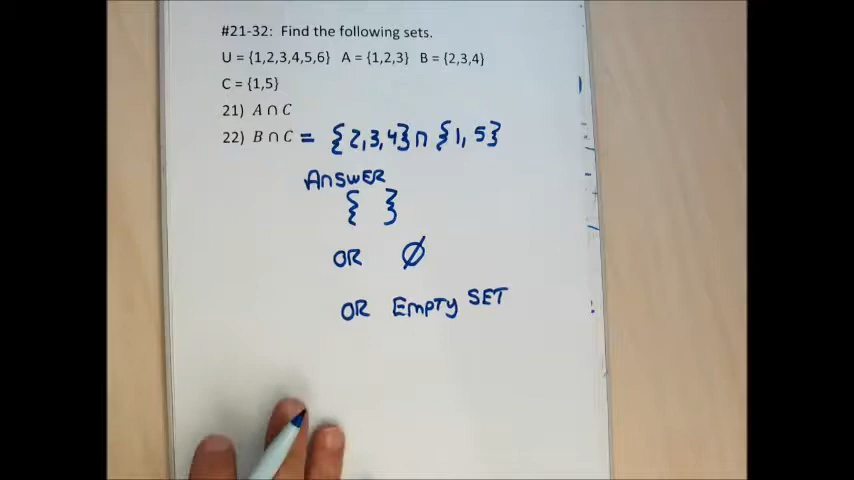 #21-32: Find the following sets.
U = {1,2,3,4,5,6} A = {1,2,3} B = {2,3,4}
C = {1,5}
21) A ∩ C
22) B ∩ C = {2,3,4} ∩ {1, 5}
ANSWER
{ }
OR ∅
OR EMPTY SET